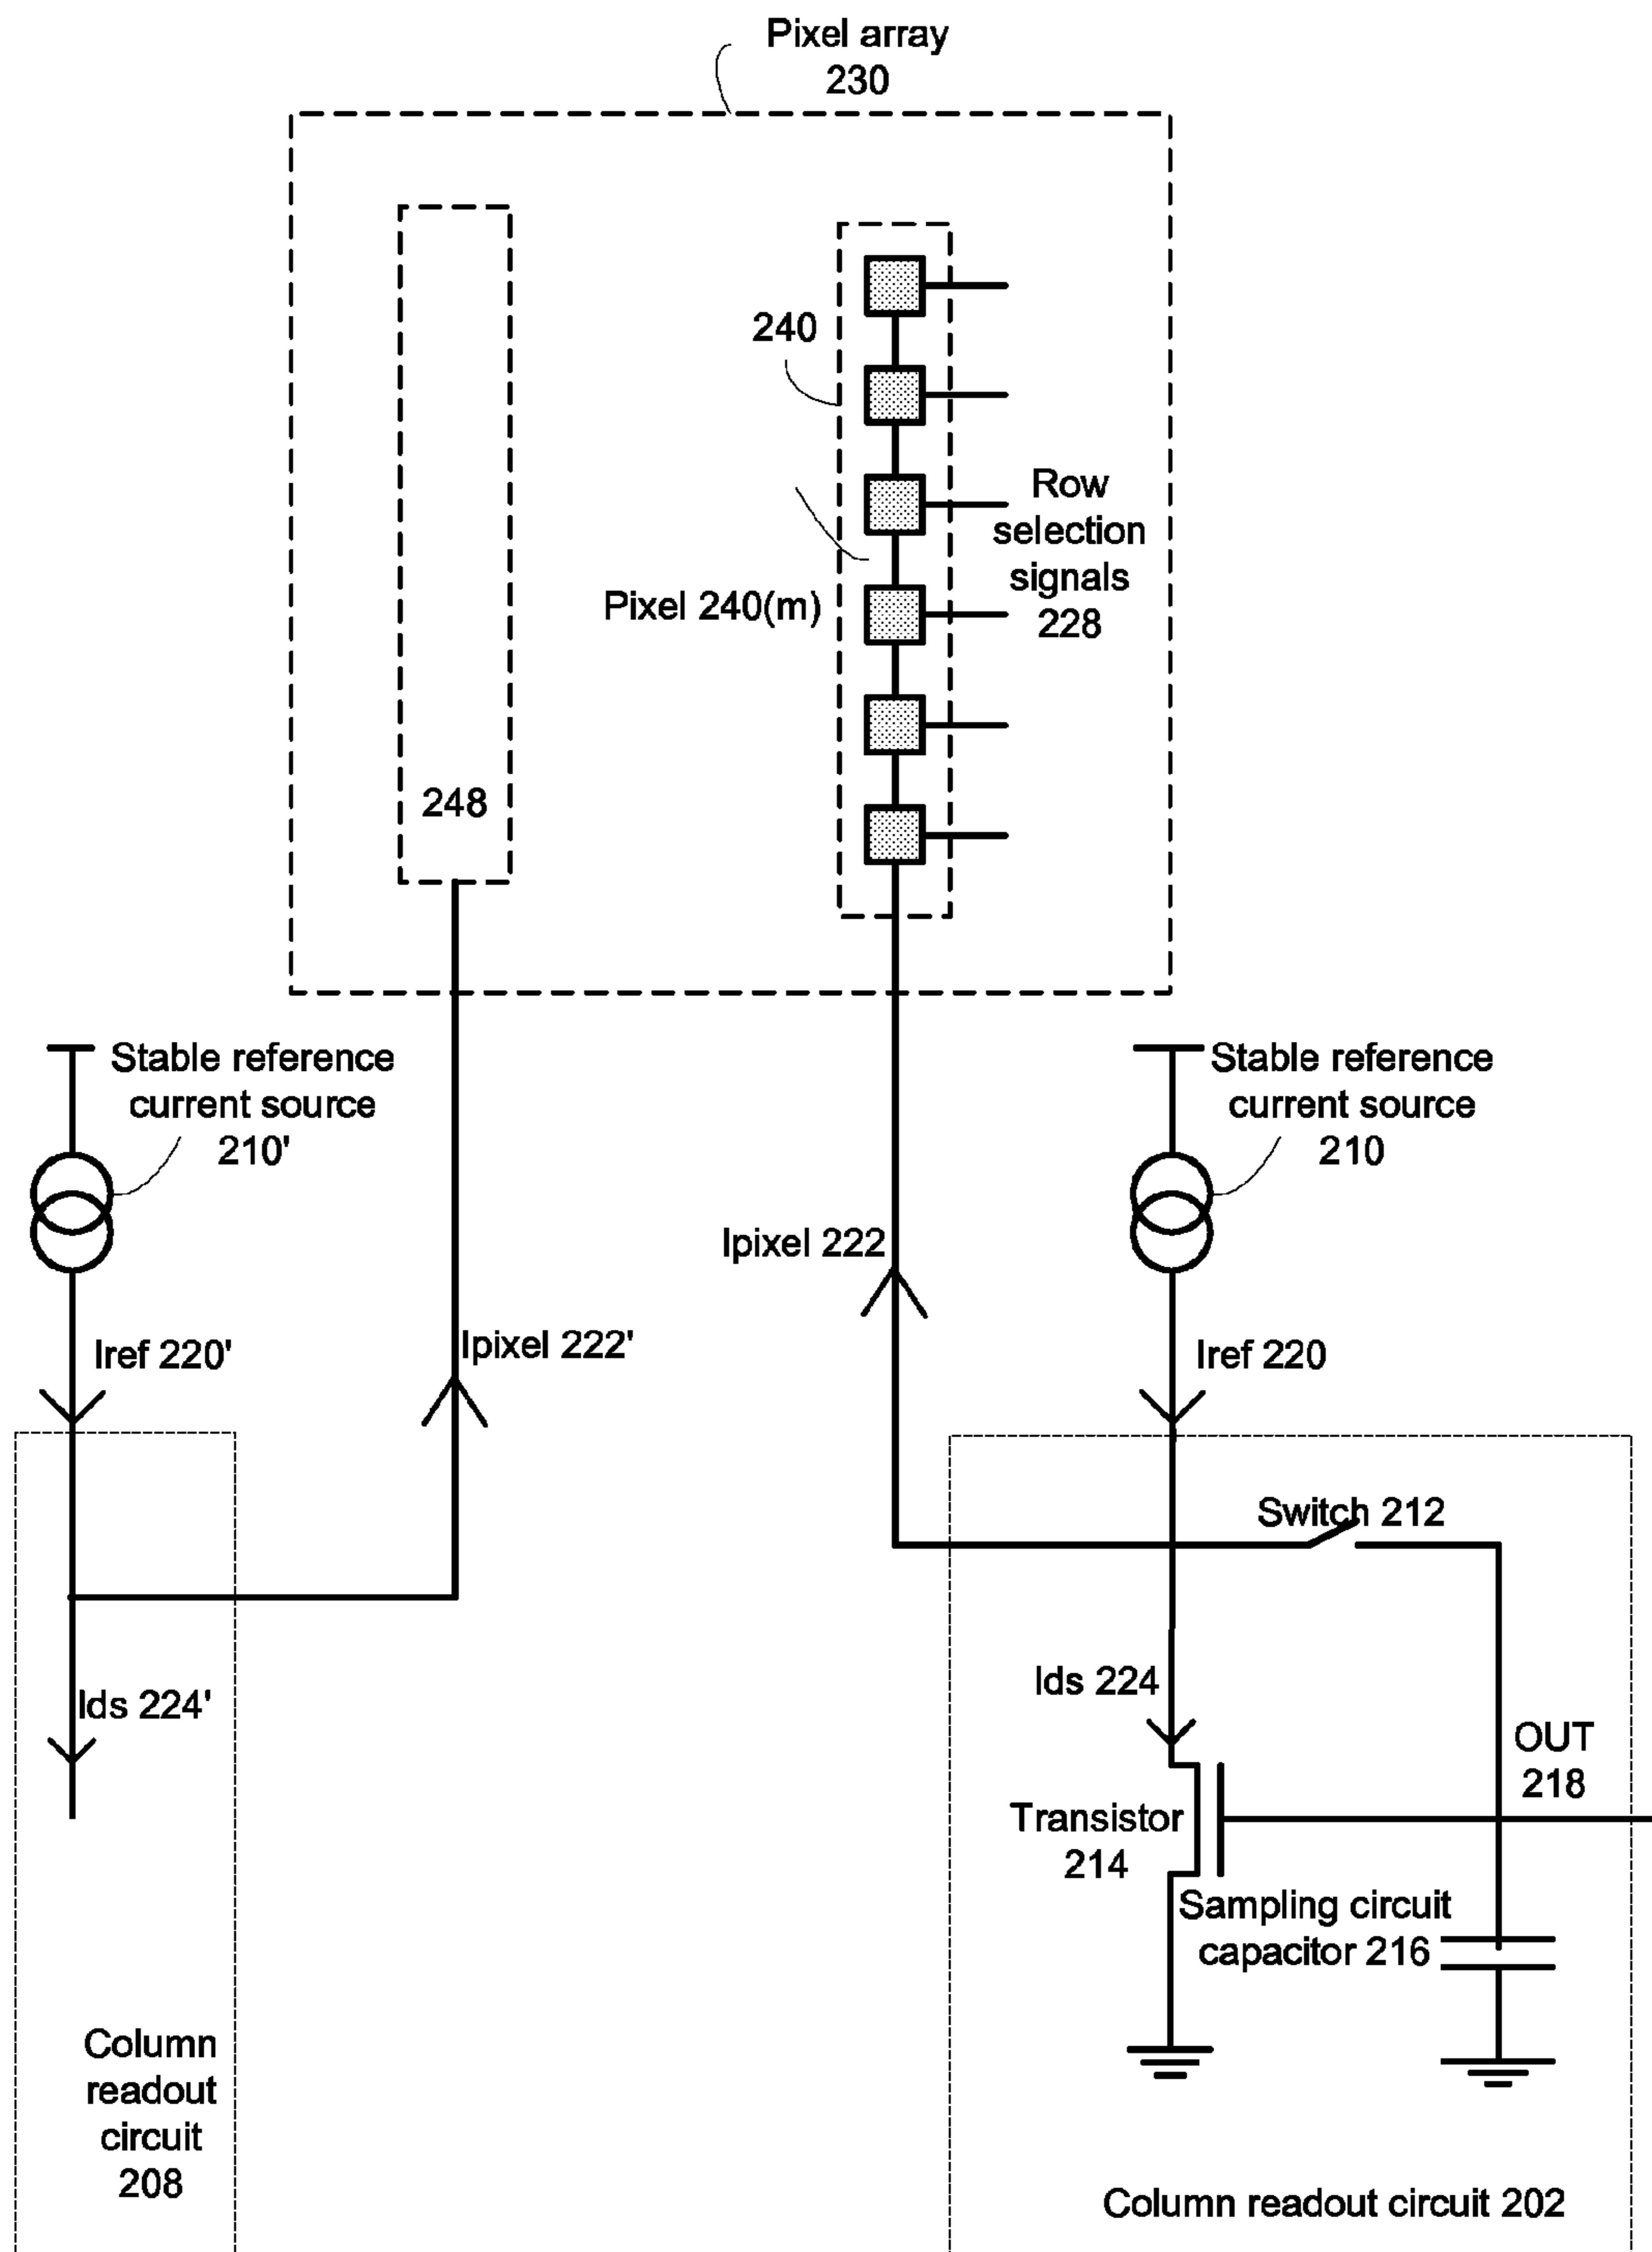 Pixel array
230
240
Row
selection
signals
228
Pixel 240(m)
248
Stable reference
current source
210'
Stable reference
current source
210
Ipixel 222
Iref 220'
Ipixel 222'
Iref 220
Switch 212
Ids 224'
Ids 224
OUT
218
Transistor
214
Sampling circuit
capacitor 216
Column
readout
circuit
208
Column readout circuit 202